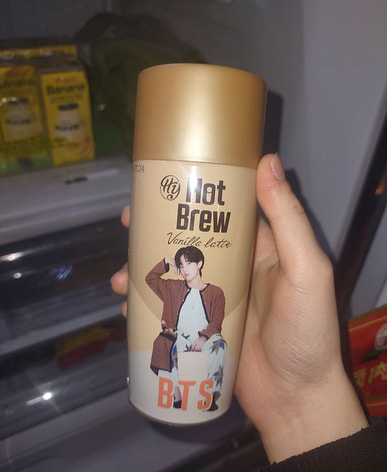 Hy Hot
Brew
Vanilla latte
BTS
Banana